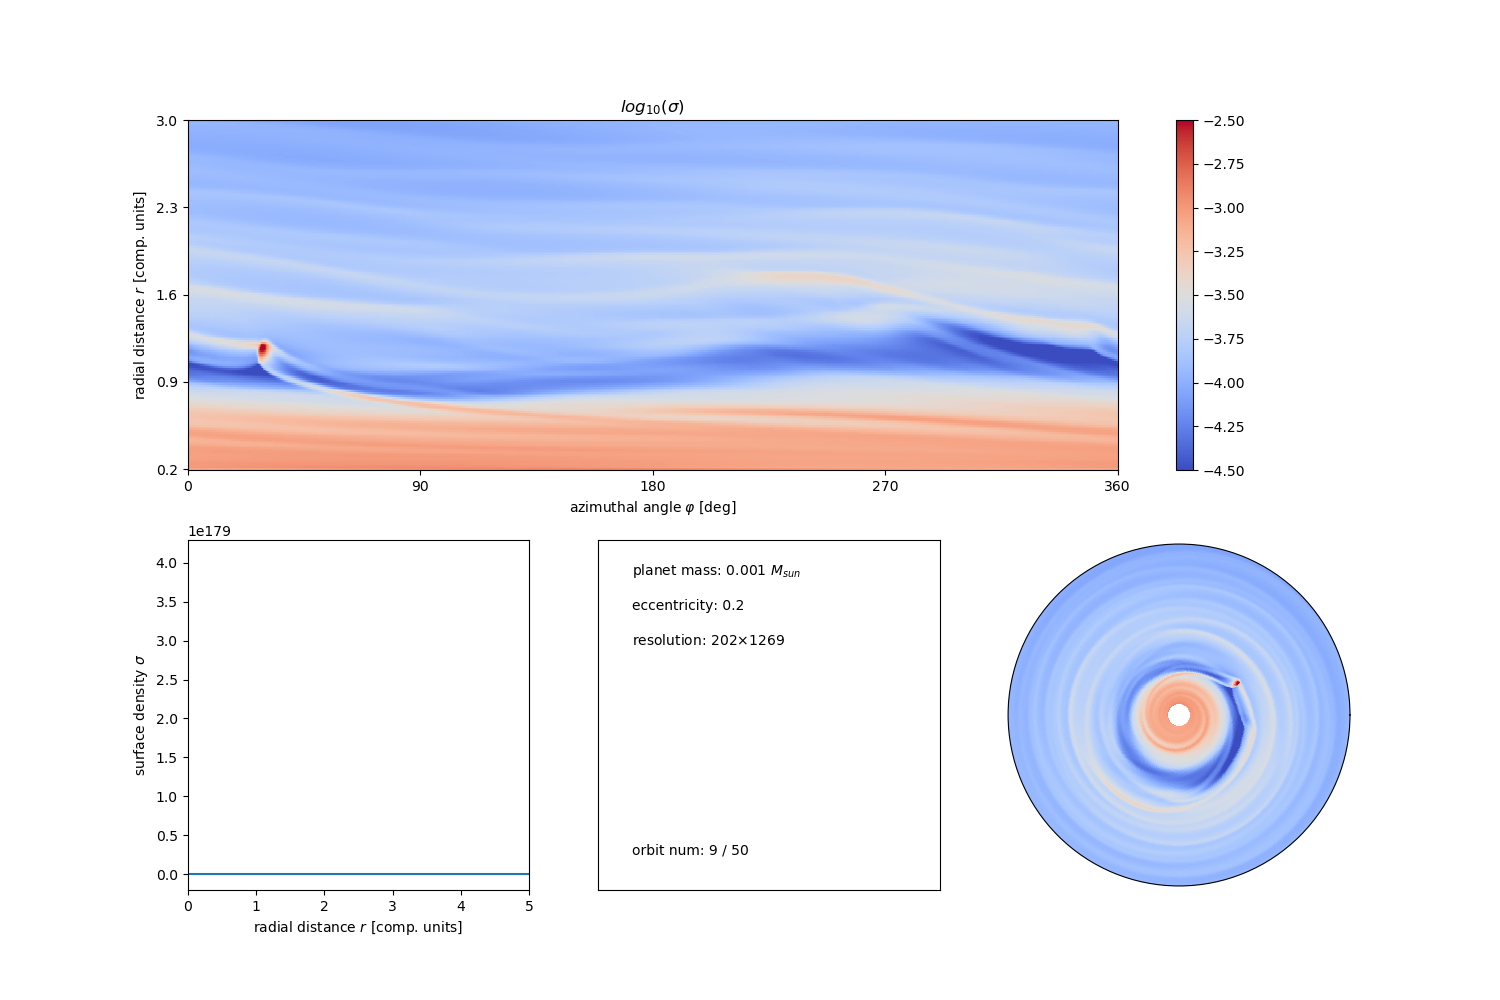 log₁₀(σ)
3.0
2.3
1.6
0.9
0.2
radial distance r [comp. units]
0 90 180 270 360
azimuthal angle φ [deg]
−2.50
−2.75
−3.00
−3.25
−3.50
−3.75
−4.00
−4.25
−4.50
1e179
4.0
3.5
3.0
2.5
2.0
1.5
1.0
0.5
0.0
surface density σ
0 1 2 3 4 5
radial distance r [comp. units]
planet mass: 0.001 M_sun
eccentricity: 0.2
resolution: 202×1269
orbit num: 9 / 50